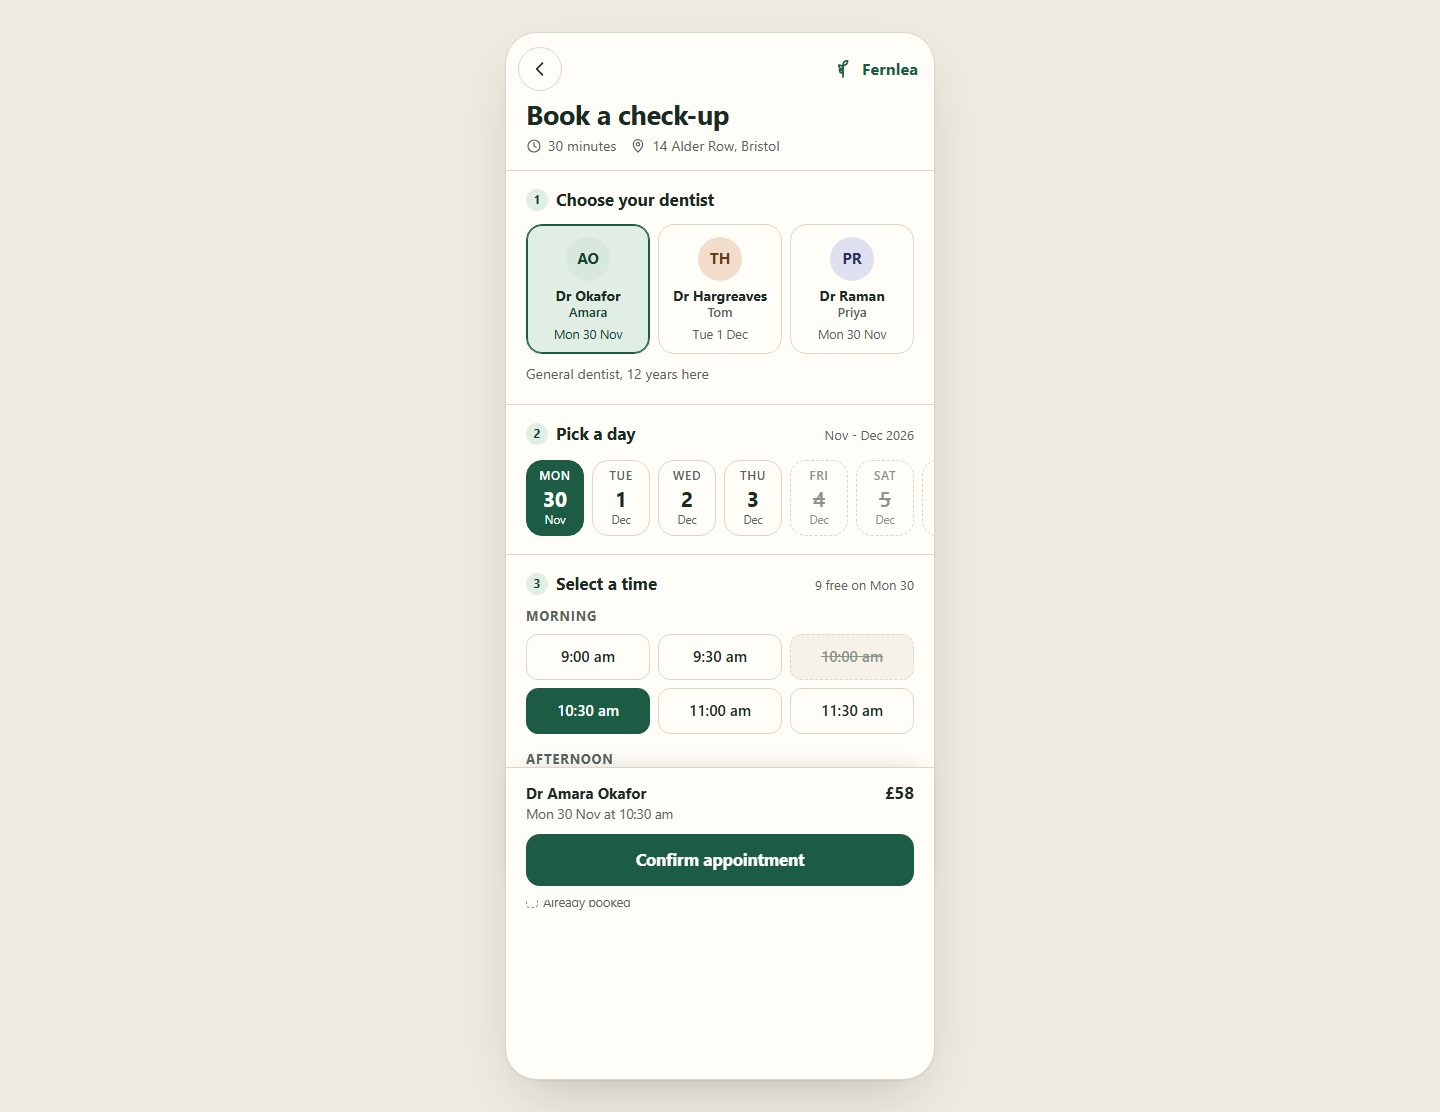 Fernlea
Book a check-up
30 minutes 14 Alder Row, Bristol
1 Choose your dentist
AO
Dr Okafor
Amara
Mon 30 Nov
TH
Dr Hargreaves
Tom
Tue 1 Dec
PR
Dr Raman
Priya
Mon 30 Nov
General dentist, 12 years here
2 Pick a day
Nov - Dec 2026
MON
30
Nov
TUE
1
Dec
WED
2
Dec
THU
3
Dec
FRI
4
Dec
SAT
5
Dec
3 Select a time
9 free on Mon 30
MORNING
9:00 am
9:30 am
10:00 am
10:30 am
11:00 am
11:30 am
AFTERNOON
Dr Amara Okafor
£58
Mon 30 Nov at 10:30 am
Confirm appointment
Already booked